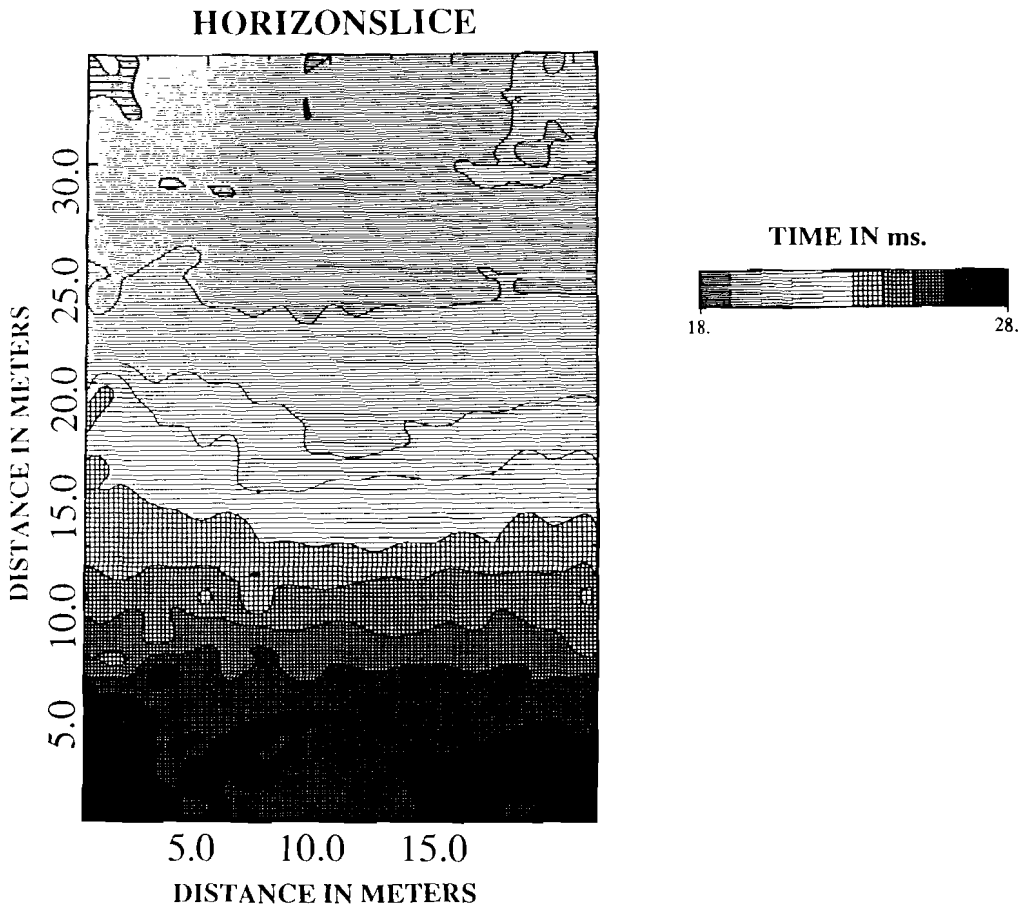 HORIZONSLICE
30.0
25.0
20.0
15.0
10.0
5.0
DISTANCE IN METERS
5.0 10.0 15.0
DISTANCE IN METERS
TIME IN ms.
18. 28.